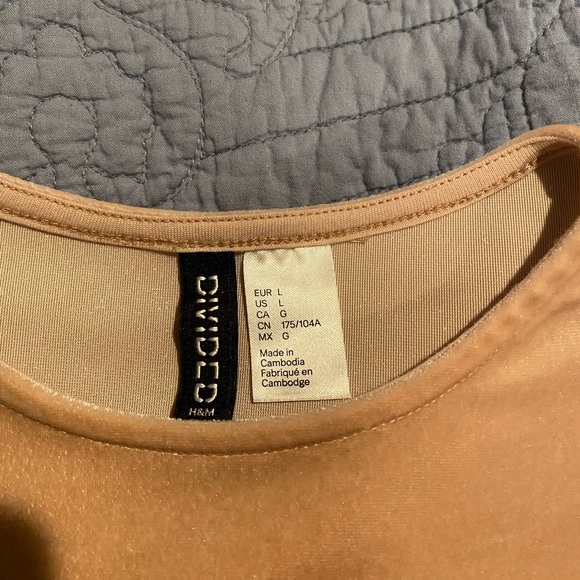 DIVIDED
H&M
EUR L
US L
CA G
CN 175/104A
MX G
Made in
Cambodia
Fabriqué en
Cambodge